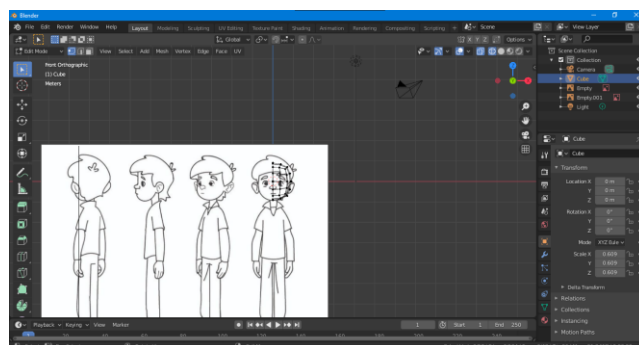 Blender
File Edit Render Window Help Layout Modeling Sculpting UV Editing Texture Paint Shading Animation Rendering Compositing Scripting + Scene View Layer
Global Options
Edit Mode View Select Add Mesh Vertex Edge Face UV
Front Orthographic
(1) Cube
Meters
X
Y
Z
Scene Collection
Collection
Camera
Cube
Empty
Empty.001
Light
Cube
Cube
Transform
Location X 0 m
Y 0 m
Z 0 m
Rotation X 0°
Y 0°
Z 0°
Mode XYZ Euler
Scale X 0.609
Y 0.609
Z 0.609
Delta Transform
Relations
Collections
Instancing
Motion Paths
Playback Keying View Marker 1 Start 1 End 250